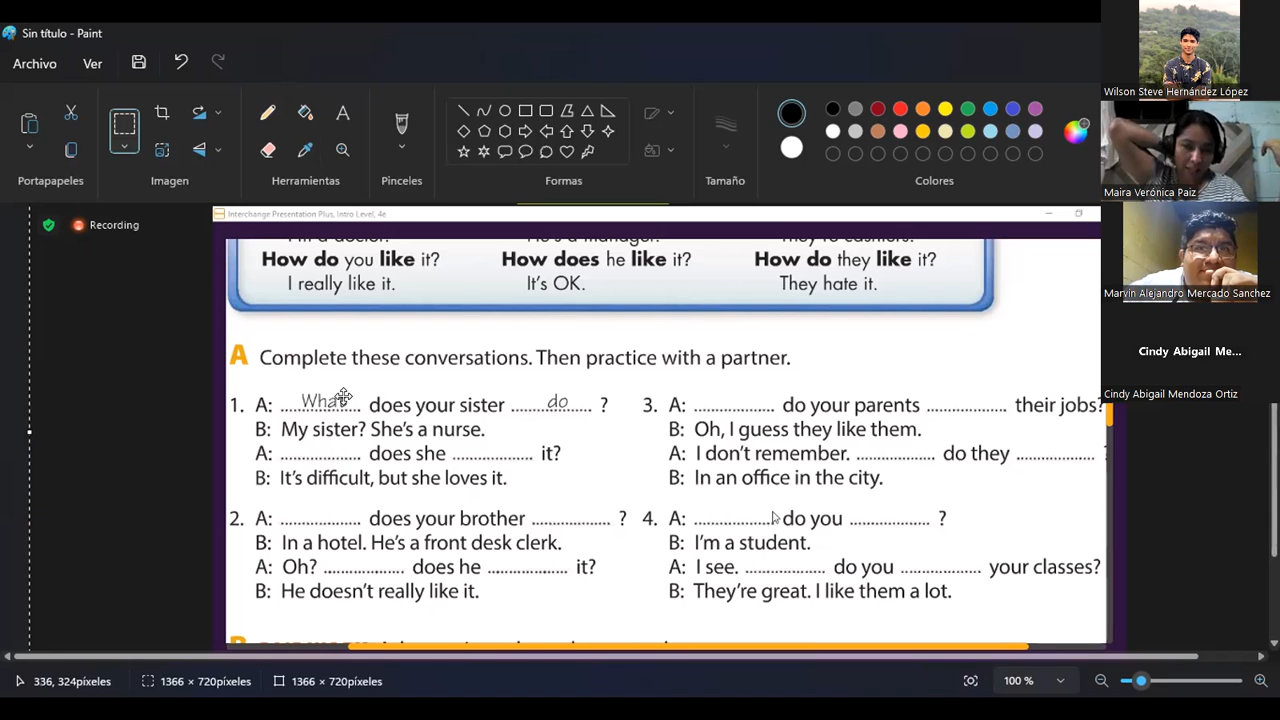 Sin título - Paint
Archivo
Ver
Portapapeles
Imagen
Herramientas
Pinceles
Formas
Tamaño
Colores
Recording
Interchange Presentation Plus, Intro Level, 4e
I'm a doctor.
He's a manager.
They're cashiers.
How do you like it?
How does he like it?
How do they like it?
I really like it.
It's OK.
They hate it.
A Complete these conversations. Then practice with a partner.
1. A: What does your sister do ?
B: My sister? She's a nurse.
A: .................. does she .................. it?
B: It's difficult, but she loves it.
2. A: .................. does your brother .................. ?
B: In a hotel. He's a front desk clerk.
A: Oh? .................. does he .................. it?
B: He doesn't really like it.
3. A: .................. do your parents .................. their jobs?
B: Oh, I guess they like them.
A: I don't remember. .................. do they .................. ?
B: In an office in the city.
4. A: .................. do you .................. ?
B: I'm a student.
A: I see. .................. do you .................. your classes?
B: They're great. I like them a lot.
Wilson Steve Hernández López
Maira Verónica Paiz
Marvin Alejandro Mercado Sanchez
Cindy Abigail Me...
Cindy Abigail Mendoza Ortiz
336, 324píxeles
1366 × 720píxeles
1366 × 720píxeles
100 %